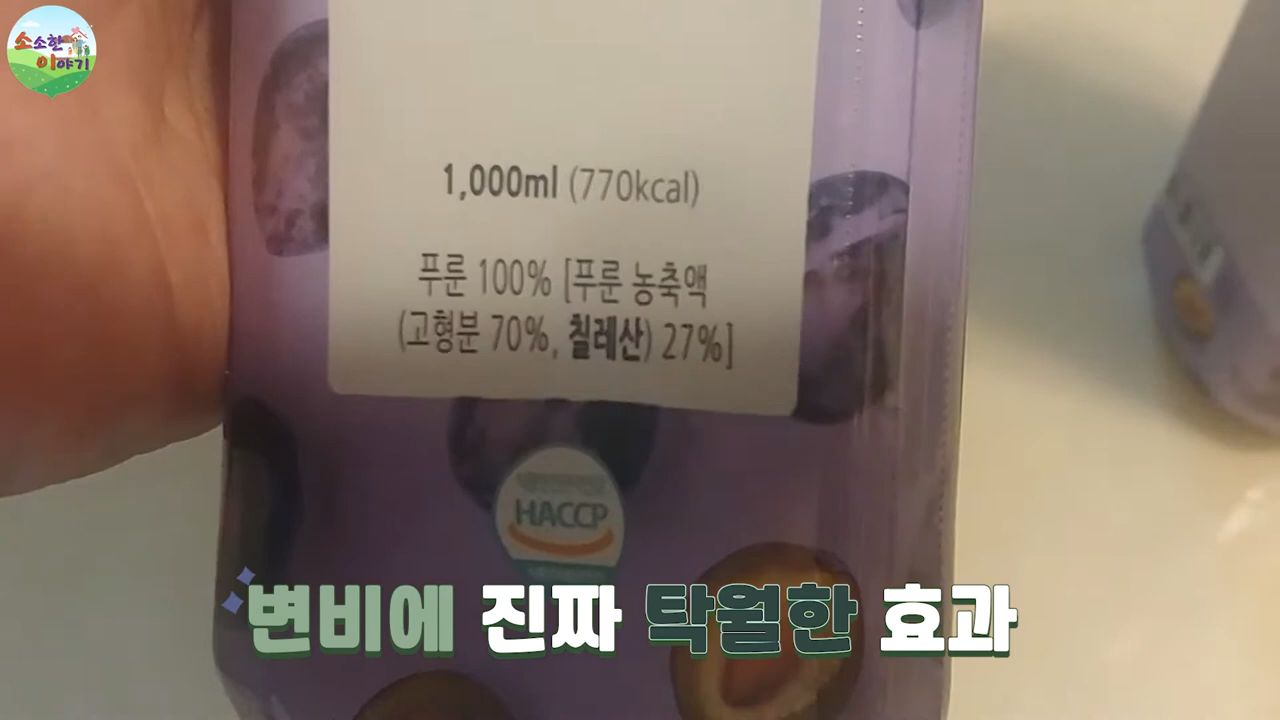 소소한
이야기
1,000ml (770kcal)
푸룬 100% [푸룬 농축액
(고형분 70%, 칠레산) 27%]
HACCP
변비에 진짜 탁월한 효과